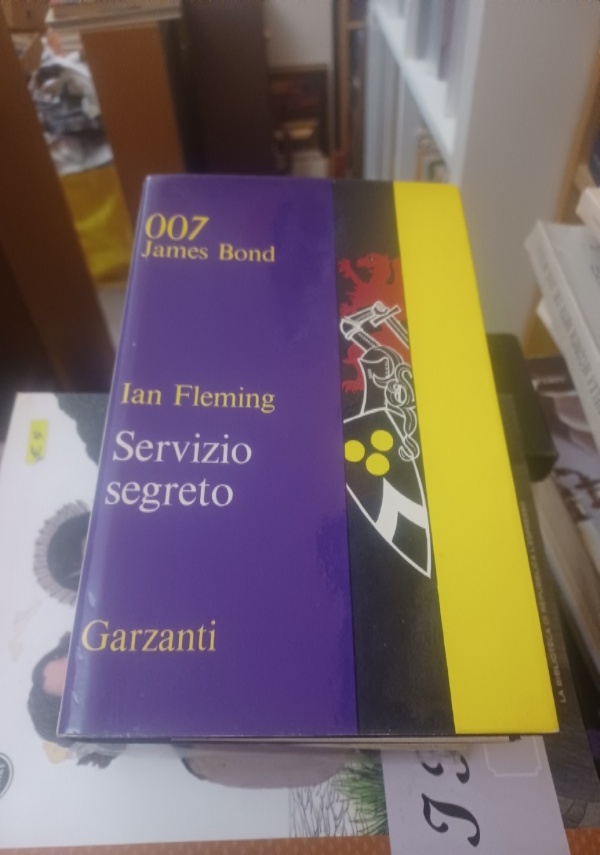 007
James Bond
Ian Fleming
Servizio
segreto
Garzanti